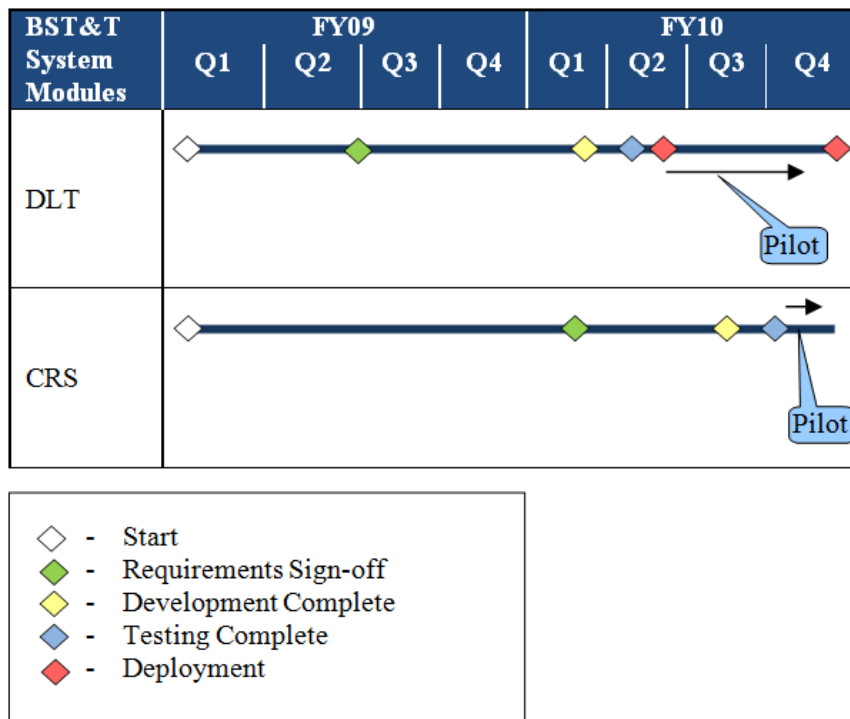 BST&T
System
Modules
FY09
FY10
Q1 Q2 Q3 Q4 Q1 Q2 Q3 Q4
DLT
Pilot
CRS
Pilot
- Start
- Requirements Sign-off
- Development Complete
- Testing Complete
- Deployment